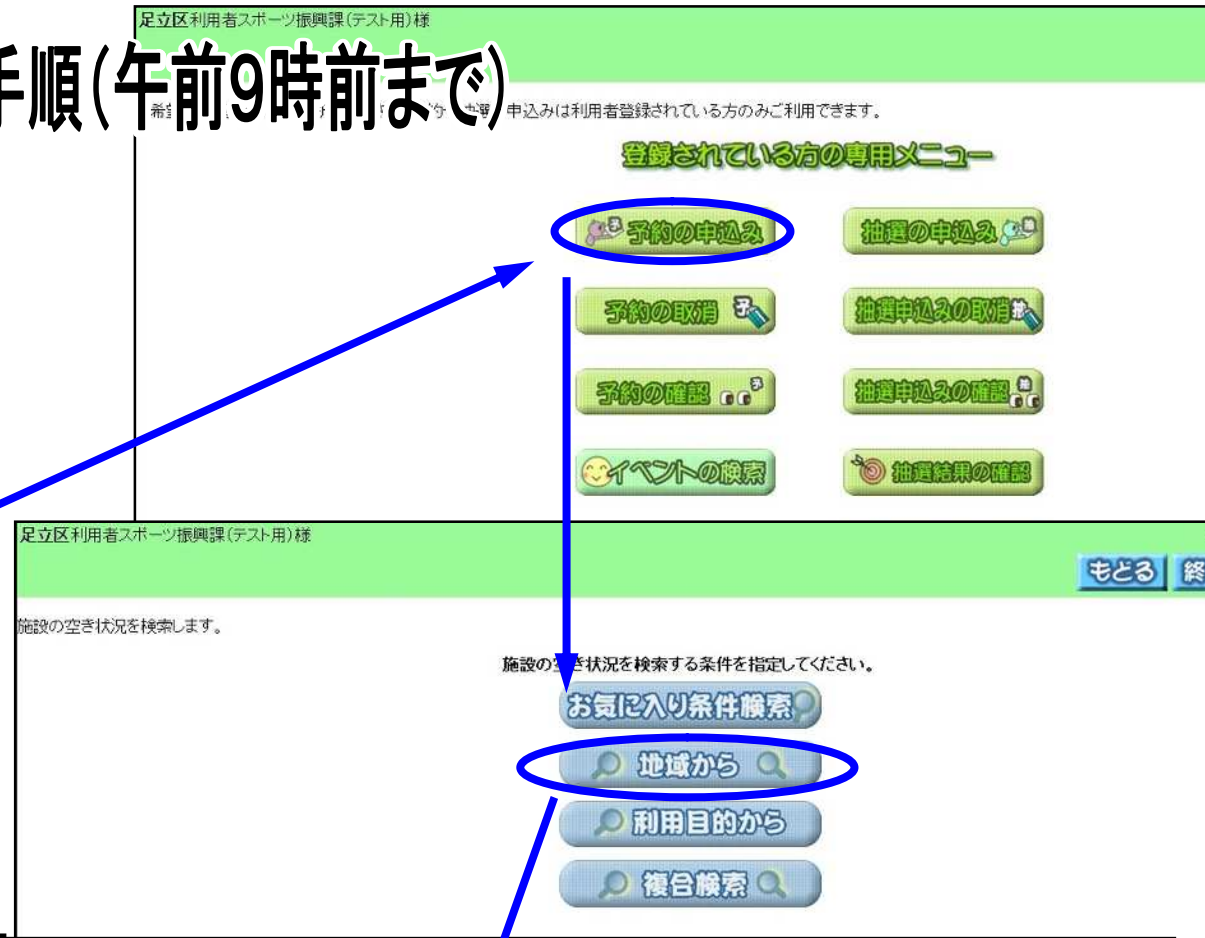 足立区利用者スポーツ振興課(テスト用)様
手順(午前9時前まで)
申込みは利用者登録されている方のみご利用できます。
登録されている方の専用メニュー
予約の申込み
抽選の申込み
予約の取消
抽選申込みの取消
予約の確認
抽選申込みの確認
イベントの検索
抽選結果の確認
足立区利用者スポーツ振興課(テスト用)様
もどる 終
施設の空き状況を検索します。
施設の空き状況を検索する条件を指定してください。
お気に入り条件検索
地域から
利用目的から
複合検索